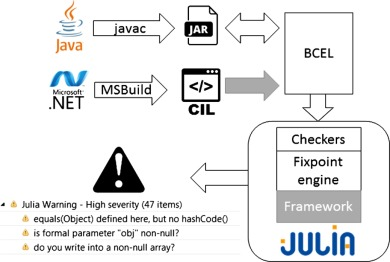 Java
javac
JAR
BCEL
Microsoft
.NET
MSBuild
</>
CIL
Checkers
Fixpoint
engine
Framework
JULIA
Julia Warning - High severity (47 items)
equals(Object) defined here, but no hashCode()
is formal parameter "obj" non-null?
do you write into a non-null array?